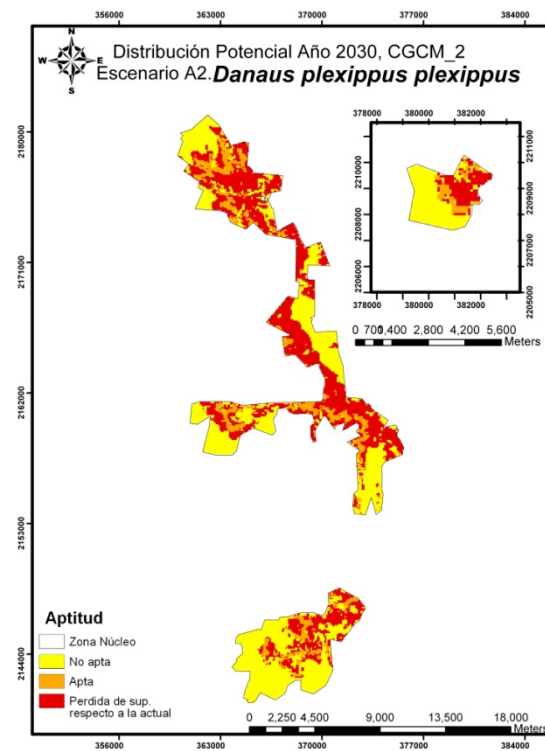 356000 363000 370000 377000 384000
N
W E
S
Distribución Potencial Año 2030, CGCM_2
Escenario A2. Danaus plexippus plexippus
378000 380000 382000
2180000
2171000
2162000
2153000
2144000
2210000
2208000
2206000
2211000
2209000
2207000
2205000
378000 380000 382000
0 700 1,400 2,800 4,200 5,600
Meters
Aptitud
Zona Núcleo
No apta
Apta
Perdida de sup.
respecto a la actual
0 2,250 4,500 9,000 13,500 18,000
Meters
356000 363000 370000 377000 384000